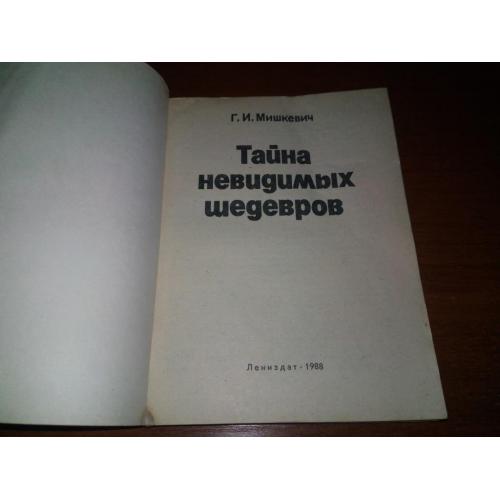 Г. И. Мишкевич
Тайна
невидимых
шедевров
Лениздат · 1988